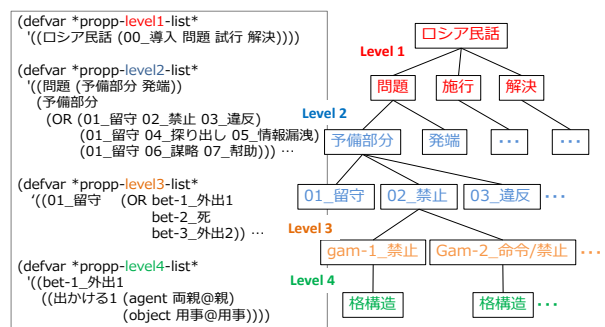 (defvar *propp-level1-list*
'((ロシア民話 (00_導入 問題 試行 解決))))
(defvar *propp-level2-list*
'((問題 (予備部分 発端))
(予備部分
(OR (01_留守 02_禁止 03_違反)
(01_留守 04_探り出し 05_情報漏洩)
(01_留守 06_謀略 07_幇助))) …
(defvar *propp-level3-list*
'((01_留守 (OR bet-1_外出1
bet-2_死
bet-3_外出2)) …
(defvar *propp-level4-list*
'((bet-1_外出1
((出かける1 (agent 両親@親)
(object 用事@用事))))
Level 1
ロシア民話
問題 施行 解決
Level 2
予備部分 発端 ... ...
01_留守 02_禁止 03_違反 ...
Level 3
gam-1_禁止 Gam-2_命令/禁止 ...
Level 4
格構造 格構造 ...